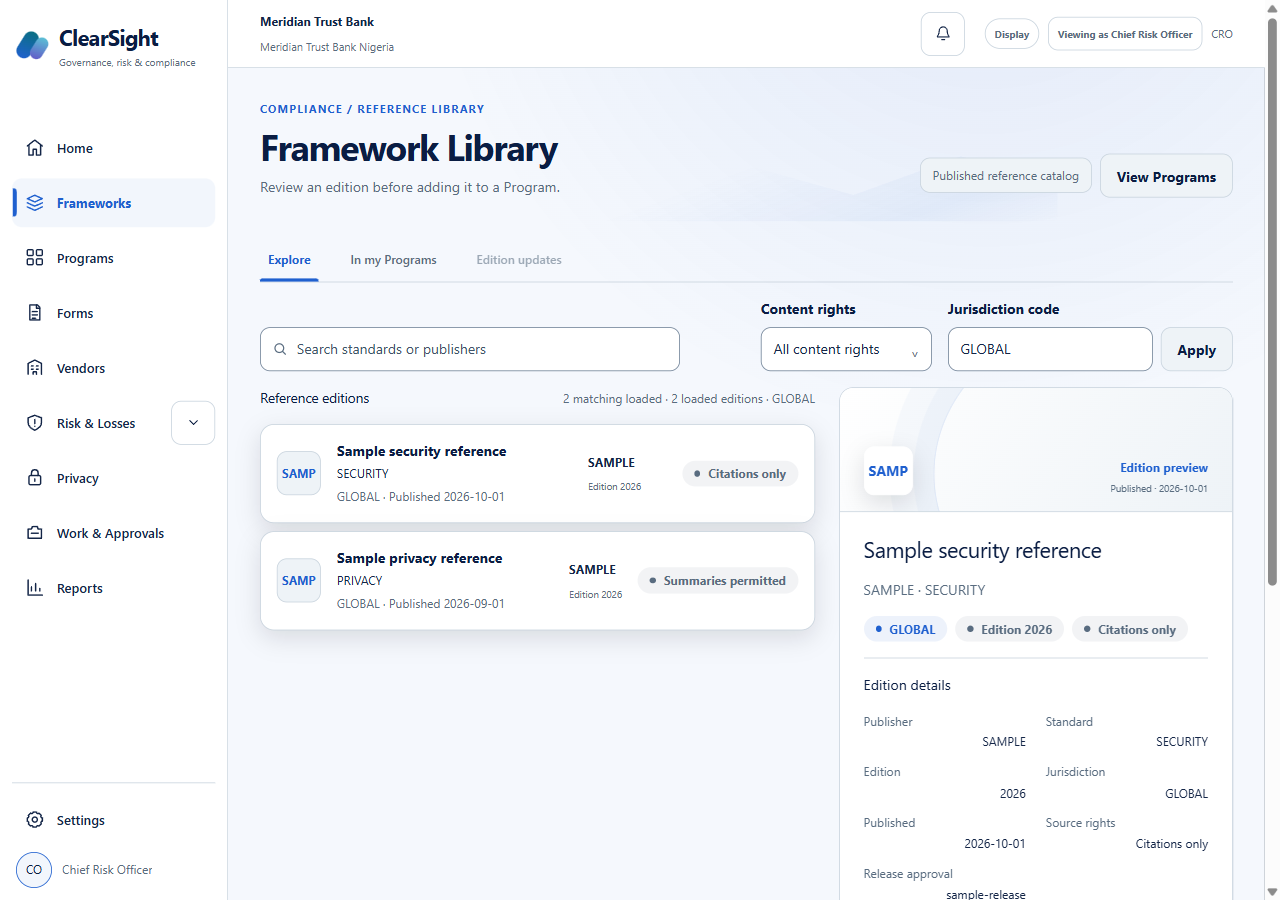 ClearSight
Governance, risk & compliance
Home
Frameworks
Programs
Forms
Vendors
Risk & Losses
Privacy
Work & Approvals
Reports
Settings
CO
Chief Risk Officer
Meridian Trust Bank
Meridian Trust Bank Nigeria
Display
Viewing as Chief Risk Officer
CRO
COMPLIANCE / REFERENCE LIBRARY
Framework Library
Review an edition before adding it to a Program.
Published reference catalog
View Programs
Explore
In my Programs
Edition updates
Search standards or publishers
Content rights
All content rights
Jurisdiction code
GLOBAL
Apply
Reference editions
2 matching loaded · 2 loaded editions · GLOBAL
SAMP
Sample security reference
SECURITY
GLOBAL · Published 2026-10-01
SAMPLE
Edition 2026
Citations only
SAMP
Sample privacy reference
PRIVACY
GLOBAL · Published 2026-09-01
SAMPLE
Edition 2026
Summaries permitted
SAMP
Edition preview
Published · 2026-10-01
Sample security reference
SAMPLE · SECURITY
GLOBAL
Edition 2026
Citations only
Edition details
Publisher
SAMPLE
Standard
SECURITY
Edition
2026
Jurisdiction
GLOBAL
Published
2026-10-01
Source rights
Citations only
Release approval
sample-release